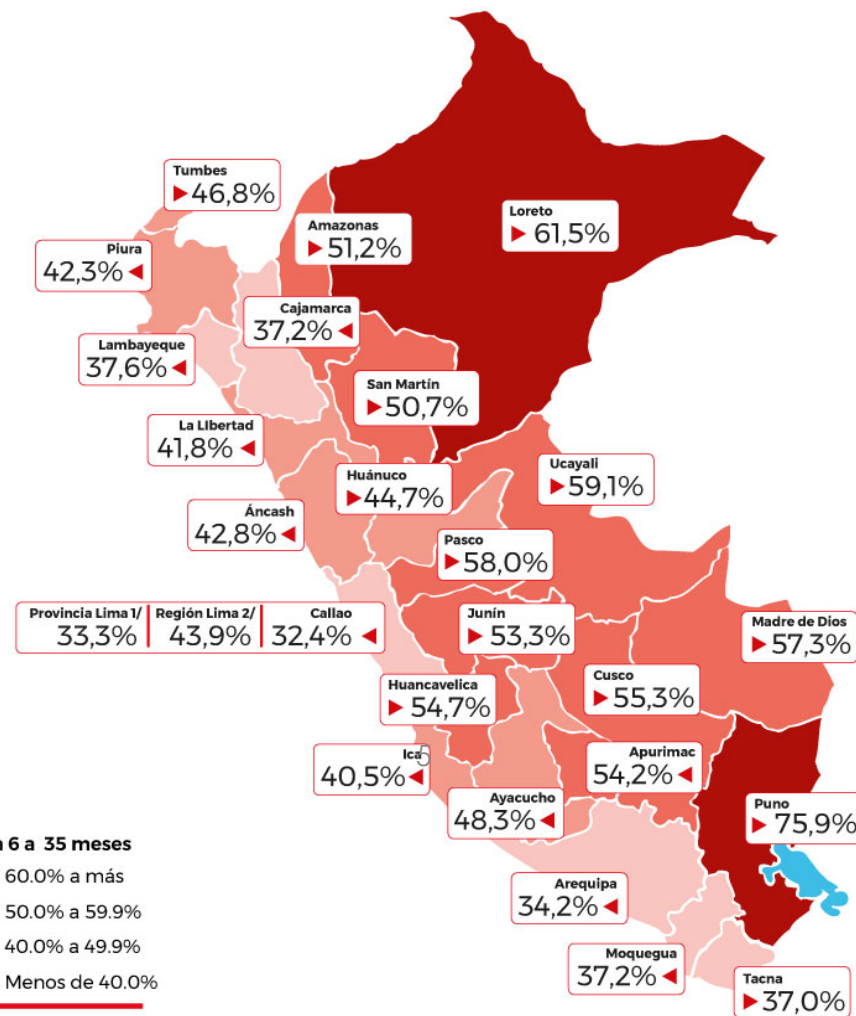 Tumbes
46,8%
Piura
42,3%
Amazonas
51,2%
Loreto
61,5%
Cajamarca
37,2%
Lambayeque
37,6%
San Martín
50,7%
La LIbertad
41,8%
Huánuco
44,7%
Ucayali
59,1%
Áncash
42,8%
Pasco
58,0%
Provincia Lima 1/ Región Lima 2/ Callao
33,3% 43,9% 32,4%
Junín
53,3%
Madre de Dios
57,3%
Huancavelica
54,7%
Cusco
55,3%
Ica5
40,5%
Apurimac
54,2%
Ayacucho
48,3%
Puno
75,9%
Arequipa
34,2%
Moquegua
37,2%
Tacna
37,0%
6 a 35 meses
60.0% a más
50.0% a 59.9%
40.0% a 49.9%
Menos de 40.0%